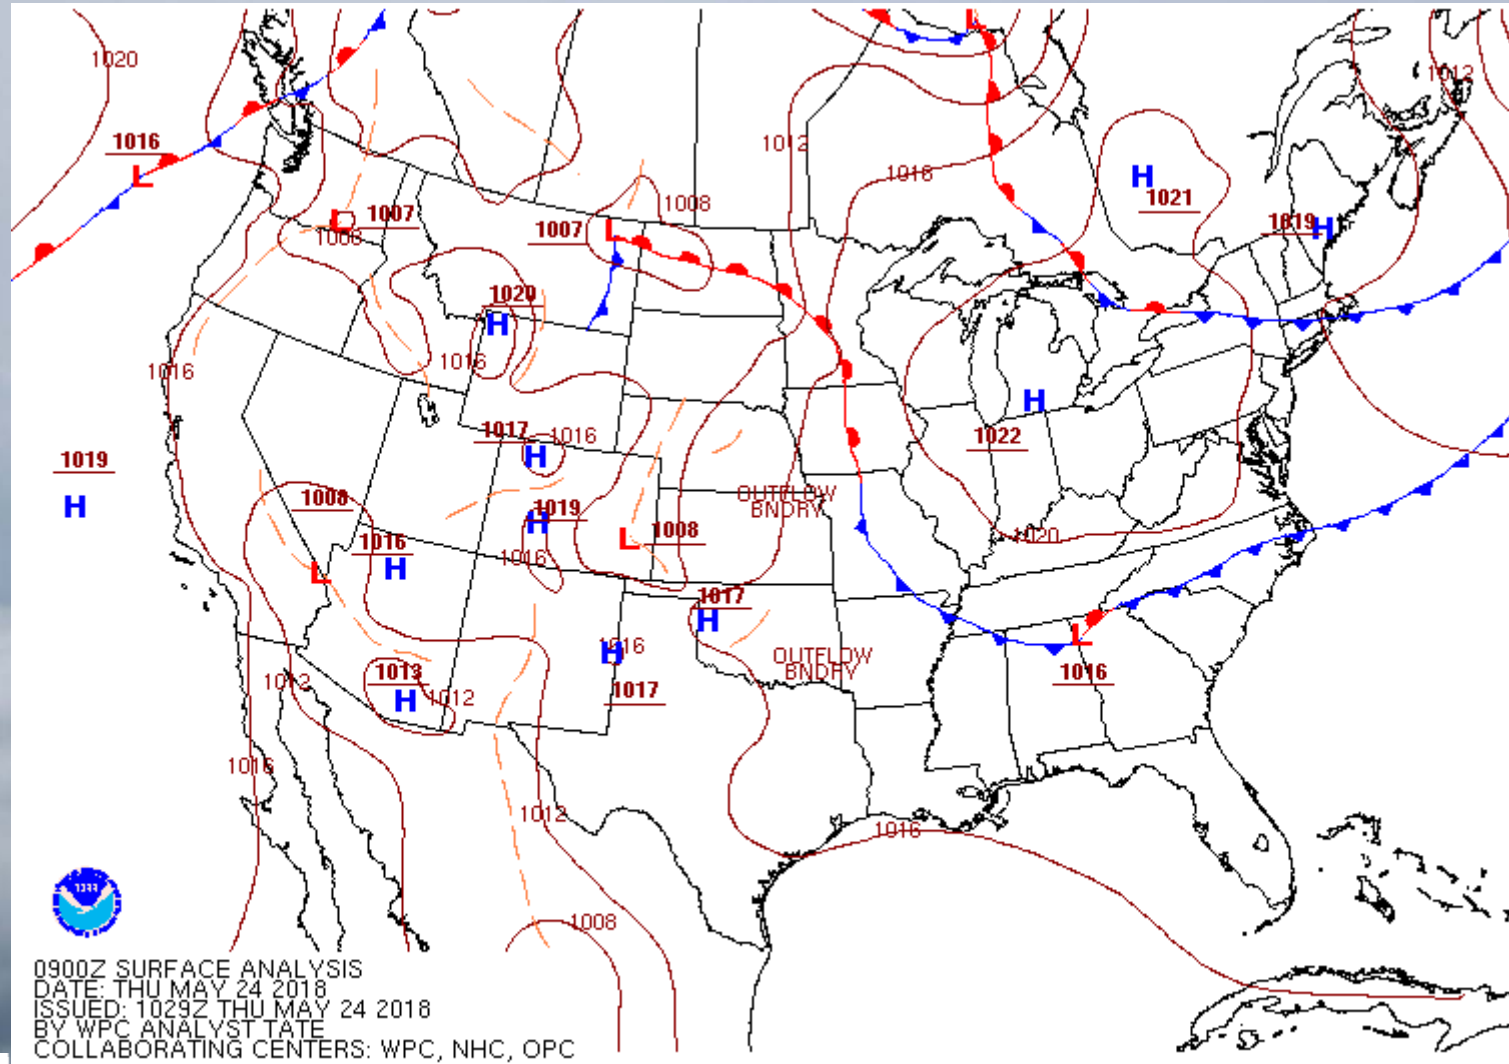 1020
1012
1012
1016
1016
L
L
H
1021
1008
L
1007
1008
1007
L
1019
H
1020
H
1016
1016
H
1022
1017
1016
H
1019
H
1008
OUTFLOW
BNDRY
1019
H
1016
L
1008
1020
1016
H
L
1017
H
L
1016
1016
H
1017
OUTFLOW
BNDRY
1013
H
1012
1012
1016
1012
1016
1008
0900Z SURFACE ANALYSIS
DATE: THU MAY 24 2018
ISSUED: 1029Z THU MAY 24 2018
BY WPC ANALYST TATE
COLLABORATING CENTERS: WPC, NHC, OPC